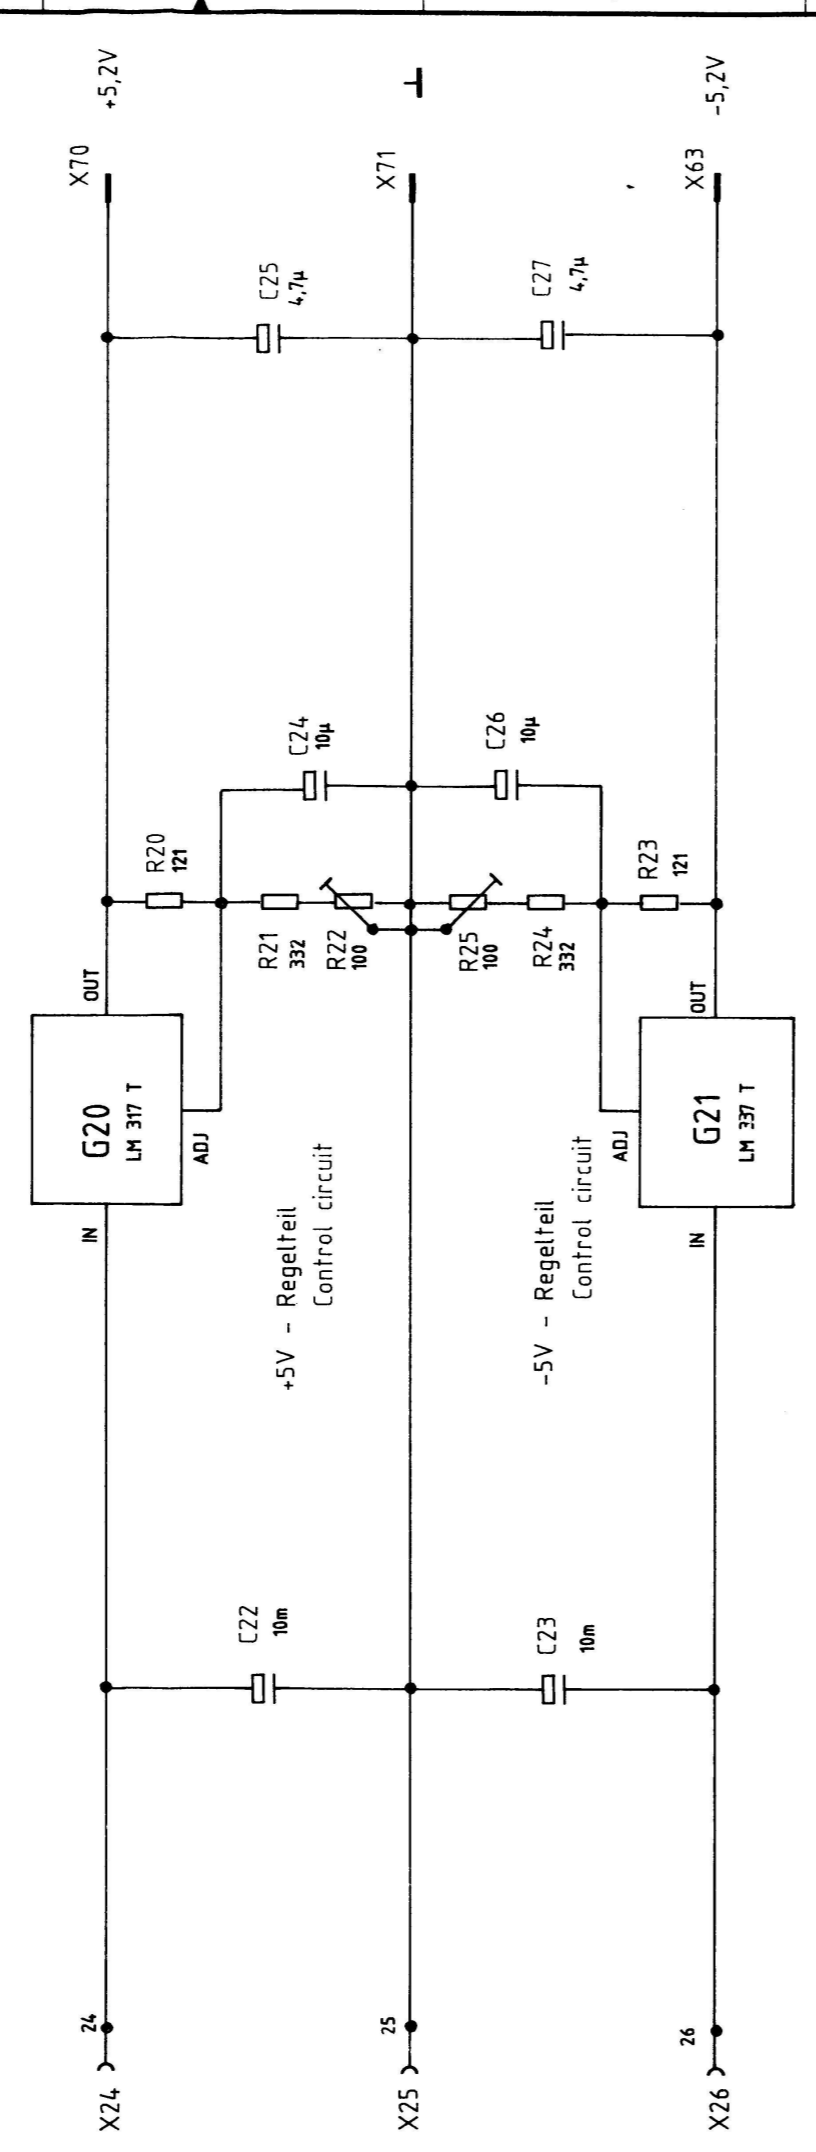 X24
24
IN
G20
LM 317 T
ADJ
OUT
X70
+5,2V
C22
10m
+5V – Regelteil
Control circuit
R20
121
R21
332
R22
100
C24
10µ
C25
4,7µ
X25
25
X71
C23
10m
-5V – Regelteil
Control circuit
R25
100
R24
332
R23
121
C26
10µ
C27
4,7µ
X26
26
IN
G21
LM 337 T
ADJ
OUT
X63
-5,2V